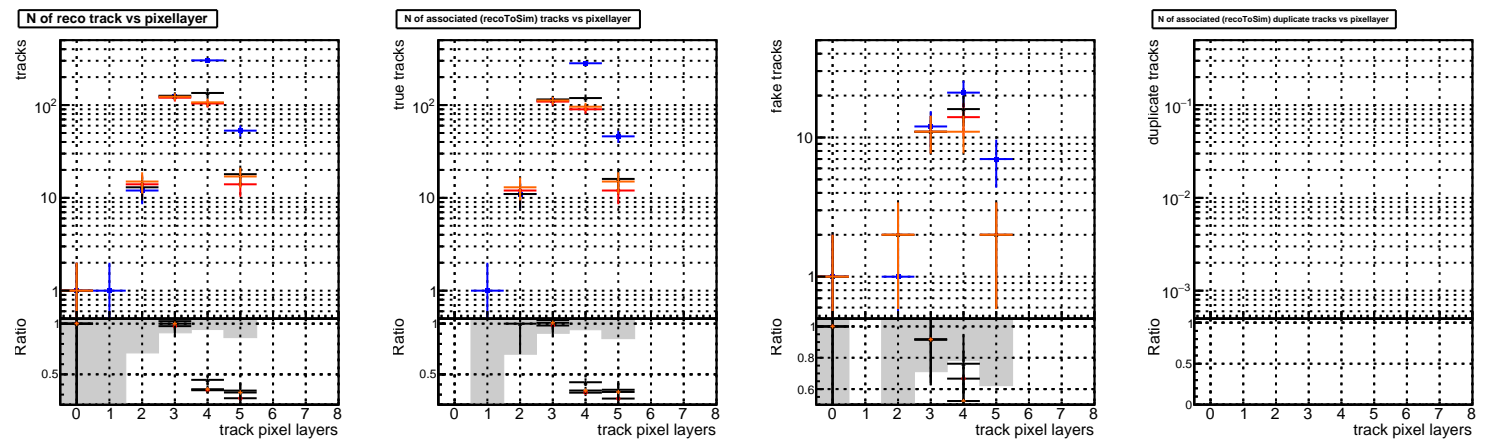 N of reco track vs pixellayer
tracks
10²
10
1
Ratio
1
0.5
0 1 2 3 4 5 6 7 8
track pixel layers
N of associated (recoToSim) tracks vs pixellayer
true tracks
10²
10
1
Ratio
1
0.5
0 1 2 3 4 5 6 7 8
track pixel layers
fake tracks
10
1
Ratio
1
0.8
0.6
0 1 2 3 4 5 6 7 8
track pixel layers
N of associated (recoToSim) duplicate tracks vs pixellayer
duplicate tracks
10⁻¹
10⁻²
10⁻³
Ratio
1
0.5
0
0 1 2 3 4 5 6 7 8
track pixel layers